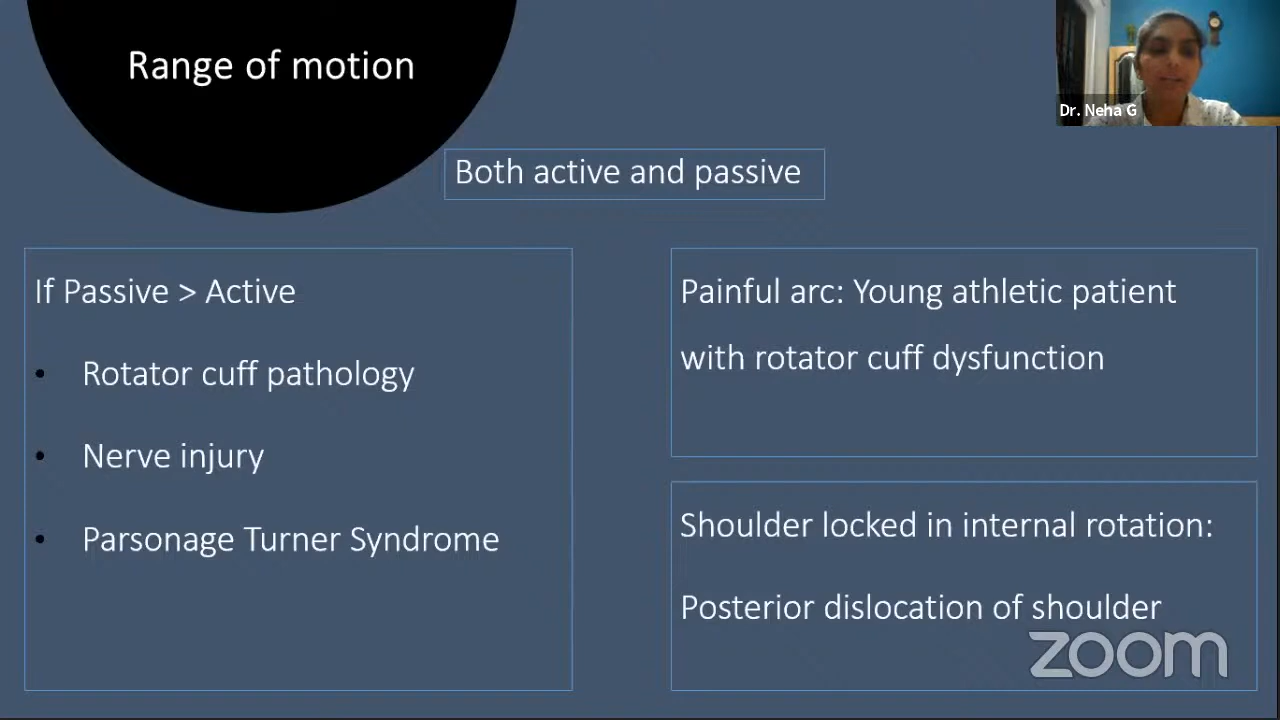 Range of motion
Dr. Neha G
Both active and passive
If Passive > Active
• Rotator cuff pathology
• Nerve injury
• Parsonage Turner Syndrome
Painful arc: Young athletic patient
with rotator cuff dysfunction
Shoulder locked in internal rotation:
Posterior dislocation of shoulder
zoom